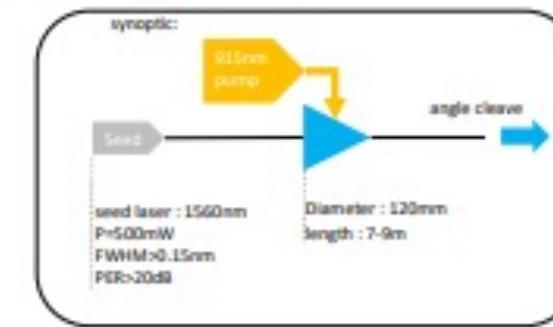 synoptic:
915nm
pump
angle cleave
Seed
seed laser : 1560nm
P=500mW
FWHM>0.15nm
PER>20dB
Diameter : 120mm
length : 7-9m